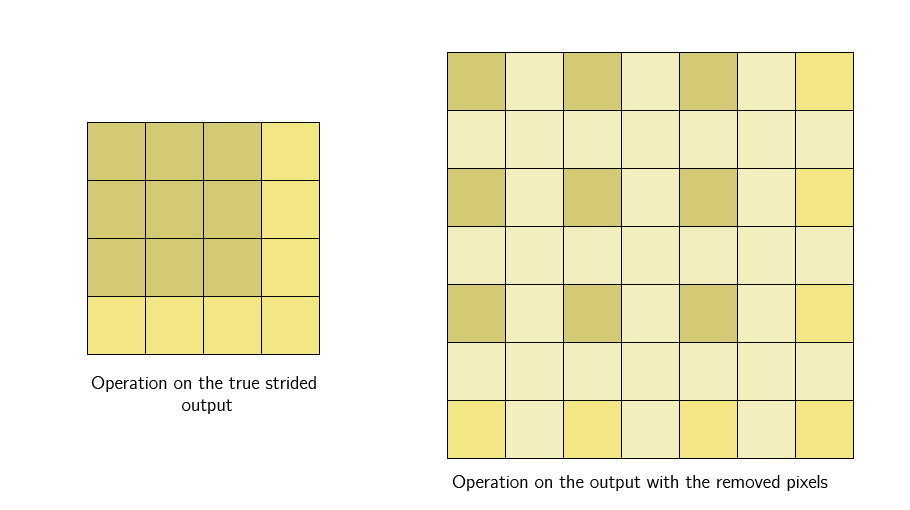 Operation on the true strided
output
Operation on the output with the removed pixels